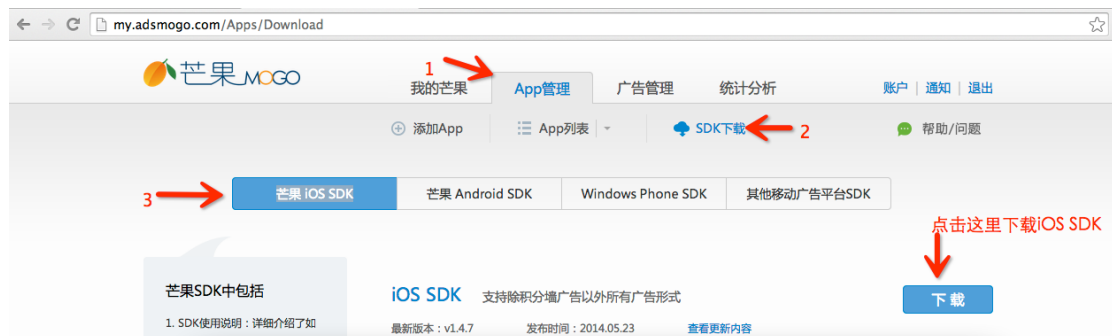 my.adsmogo.com/Apps/Download
芒果 MOGO
1
我的芒果 App管理 广告管理 统计分析 账户 | 通知 | 退出
添加App App列表 SDK下载 2 帮助/问题
3 芒果 iOS SDK 芒果 Android SDK Windows Phone SDK 其他移动广告平台SDK
点击这里下载iOS SDK
芒果SDK中包括 iOS SDK 支持除积分墙广告以外所有广告形式 下载
1. SDK使用说明：详细介绍了如 最新版本：v1.4.7 发布时间：2014.05.23 查看更新内容